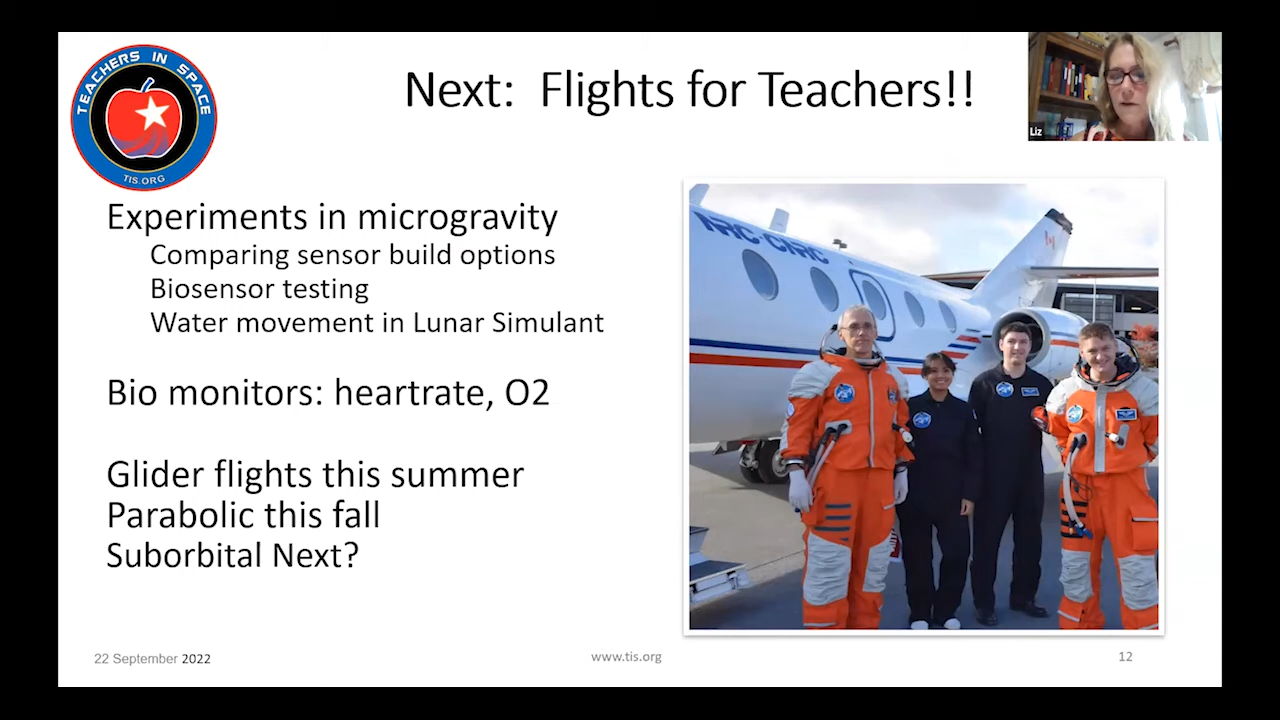 TEACHERS IN SPACE
TIS.ORG
Next: Flights for Teachers!!
Liz
Experiments in microgravity
Comparing sensor build options
Biosensor testing
Water movement in Lunar Simulant
Bio monitors: heartrate, O2
Glider flights this summer
Parabolic this fall
Suborbital Next?
NRC·CNRC
22 September 2022
www.tis.org
12